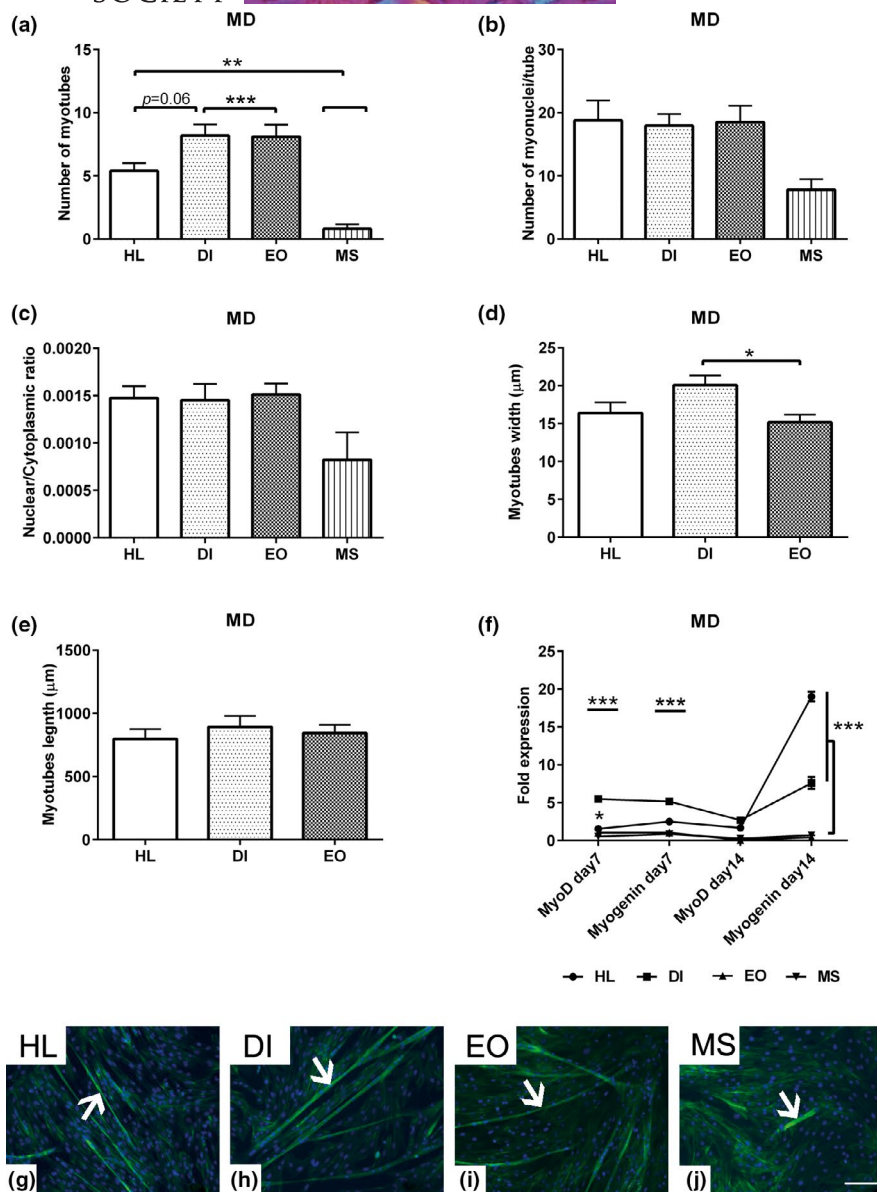 SOCIETY
(a)
MD
Number of myotubes
15
10
5
0
**
p=0.06
***
HL DI EO MS
(b)
MD
Number of myonuclei/tube
30
20
10
0
HL DI EO MS
(c)
MD
Nuclear/Cytoplasmic ratio
0.0020
0.0015
0.0010
0.0005
0.0000
HL DI EO MS
(d)
MD
Myotubes width (μm)
25
20
15
10
5
0
*
HL DI EO
(e)
MD
Myotubes legnth (μm)
1500
1000
500
0
HL DI EO
(f)
MD
Fold expression
25
20
15
10
5
0
*** ***
***
*
MyoD day7
Myogenin day7
MyoD day14
Myogenin day14
HL DI EO MS
HL
(g)
DI
(h)
EO
(i)
MS
(j)